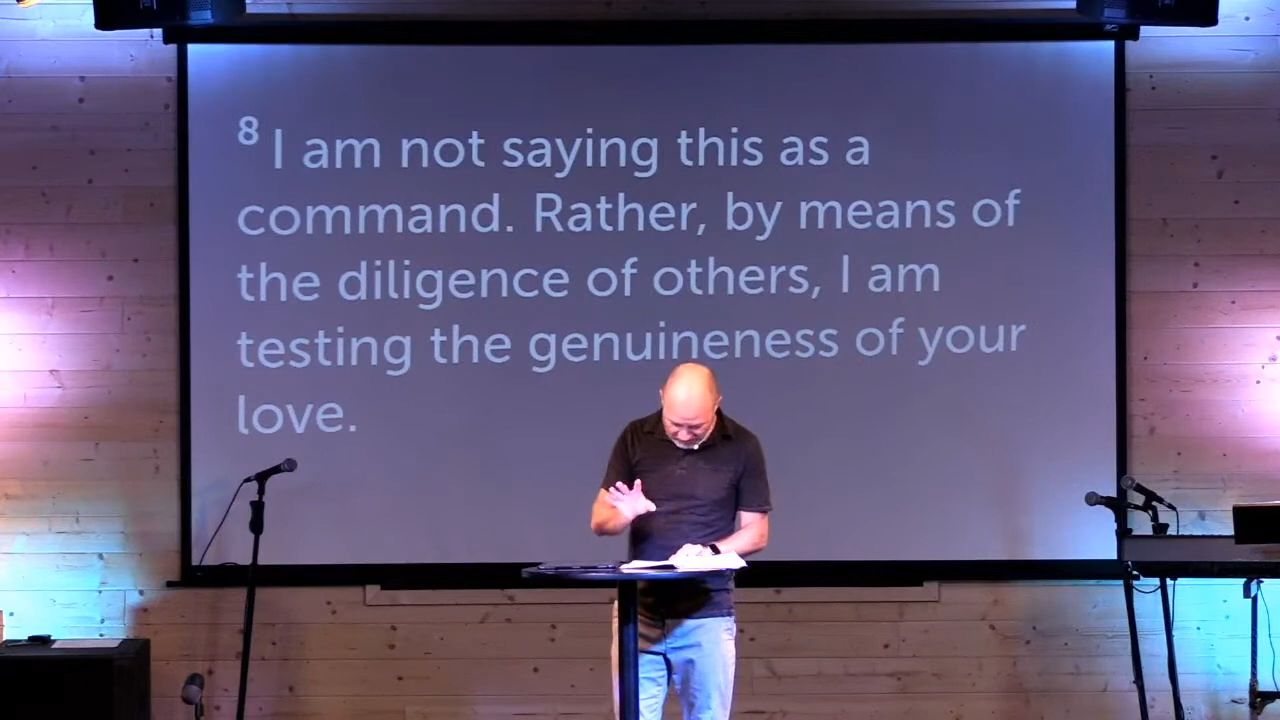 8 I am not saying this as a
command. Rather, by means of
the diligence of others, I am
testing the genuineness of your
love.